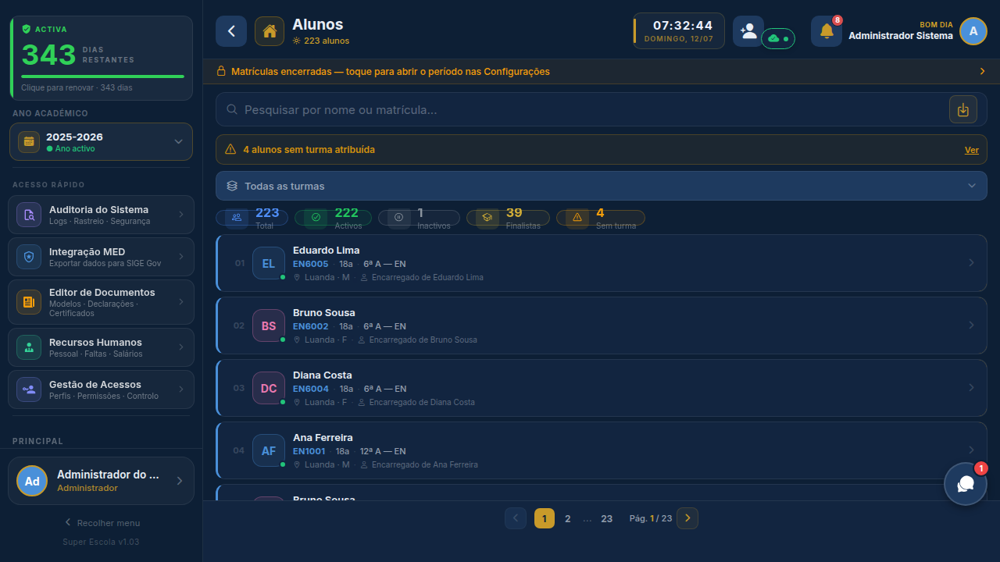 ACTIVA
343 DIAS RESTANTES
Clique para renovar · 343 dias
ANO ACADÉMICO
2025-2026
Ano activo
ACESSO RÁPIDO
Auditoria do Sistema
Logs · Rastreio · Segurança
Integração MED
Exportar dados para SIGE Gov
Editor de Documentos
Modelos · Declarações ·
Certificados
Recursos Humanos
Pessoal · Faltas · Salários
Gestão de Acessos
Perfis · Permissões · Controlo
PRINCIPAL
Ad
Administrador do ...
Administrador
Recolher menu
Super Escola v1.03
Alunos
223 alunos
07:32:44
DOMINGO, 12/07
8
BOM DIA
Administrador Sistema
A
Matrículas encerradas — toque para abrir o período nas Configurações
Pesquisar por nome ou matrícula...
4 alunos sem turma atribuída
Ver
Todas as turmas
223 Total
222 Activos
1 Inactivos
39 Finalistas
4 Sem turma
01
EL
Eduardo Lima
EN6005 · 18a · 6ª A — EN
Luanda · M · Encarregado de Eduardo Lima
02
BS
Bruno Sousa
EN6002 · 18a · 6ª A — EN
Luanda · F · Encarregado de Bruno Sousa
03
DC
Diana Costa
EN6004 · 18a · 6ª A — EN
Luanda · F · Encarregado de Diana Costa
04
AF
Ana Ferreira
EN1001 · 18a · 12ª A — EN
Luanda · M · Encarregado de Ana Ferreira
Bruno Sousa
1
1 2 ... 23 Pág. 1 / 23